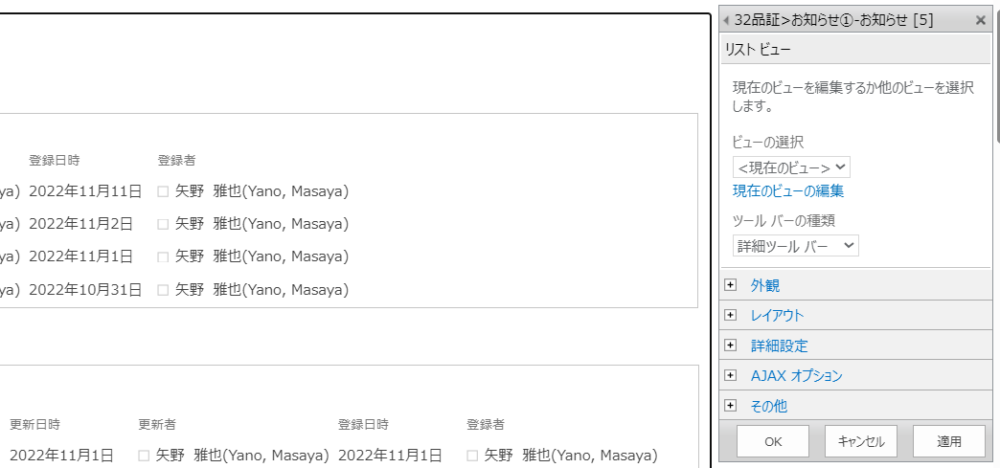 登録日時 登録者
ya) 2022年11月11日 矢野 雅也(Yano, Masaya)
ya) 2022年11月2日 矢野 雅也(Yano, Masaya)
ya) 2022年11月1日 矢野 雅也(Yano, Masaya)
ya) 2022年10月31日 矢野 雅也(Yano, Masaya)
更新日時 更新者 登録日時 登録者
2022年11月1日 矢野 雅也(Yano, Masaya) 2022年11月1日 矢野 雅也(Yano, Masaya)
32品証>お知らせ①-お知らせ [5]
リスト ビュー
現在のビューを編集するか他のビューを選択
します。
ビューの選択
<現在のビュー>
現在のビューの編集
ツール バーの種類
詳細ツール バー
外観
レイアウト
詳細設定
AJAX オプション
その他
OK キャンセル 適用